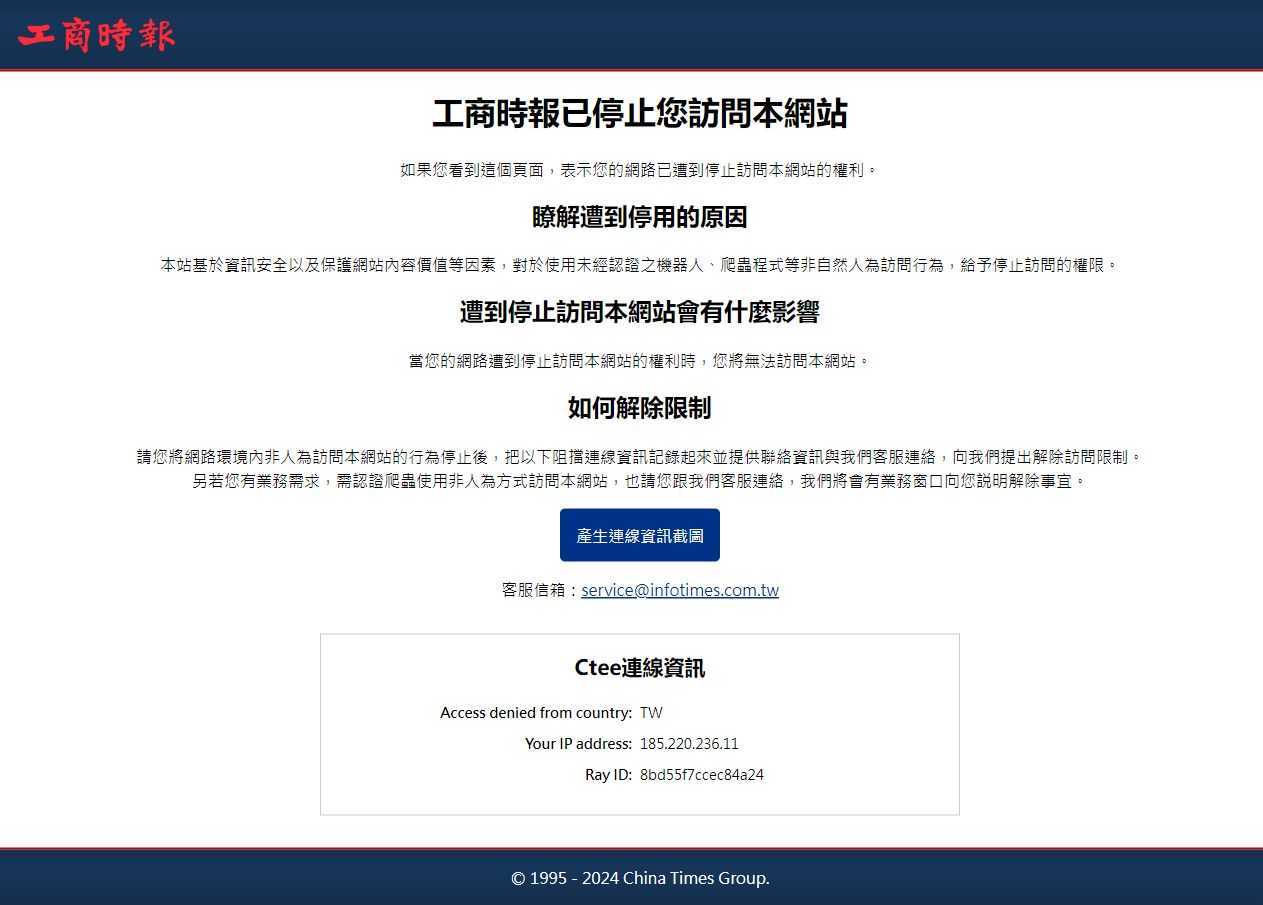 工商時報
工商時報已停止您訪問本網站
如果您看到這個頁面，表示您的網路已遭到停止訪問本網站的權利。
瞭解遭到停用的原因
本站基於資訊安全以及保護網站內容價值等因素，對於使用未經認證之機器人、爬蟲程式等非自然人為訪問行為，給予停止訪問的權限。
遭到停止訪問本網站會有什麼影響
當您的網路遭到停止訪問本網站的權利時，您將無法訪問本網站。
如何解除限制
請您將網路環境內非人為訪問本網站的行為停止後，把以下阻擋連線資訊記錄起來並提供聯絡資訊與我們客服連絡，向我們提出解除訪問限制。
另若您有業務需求，需認證爬蟲使用非人為方式訪問本網站，也請您跟我們客服連絡，我們將會有業務窗口向您説明解除事宜。
產生連線資訊截圖
客服信箱：service@infotimes.com.tw
Ctee連線資訊
Access denied from country: TW
Your IP address: 185.220.236.11
Ray ID: 8bd55f7ccec84a24
© 1995 - 2024 China Times Group.